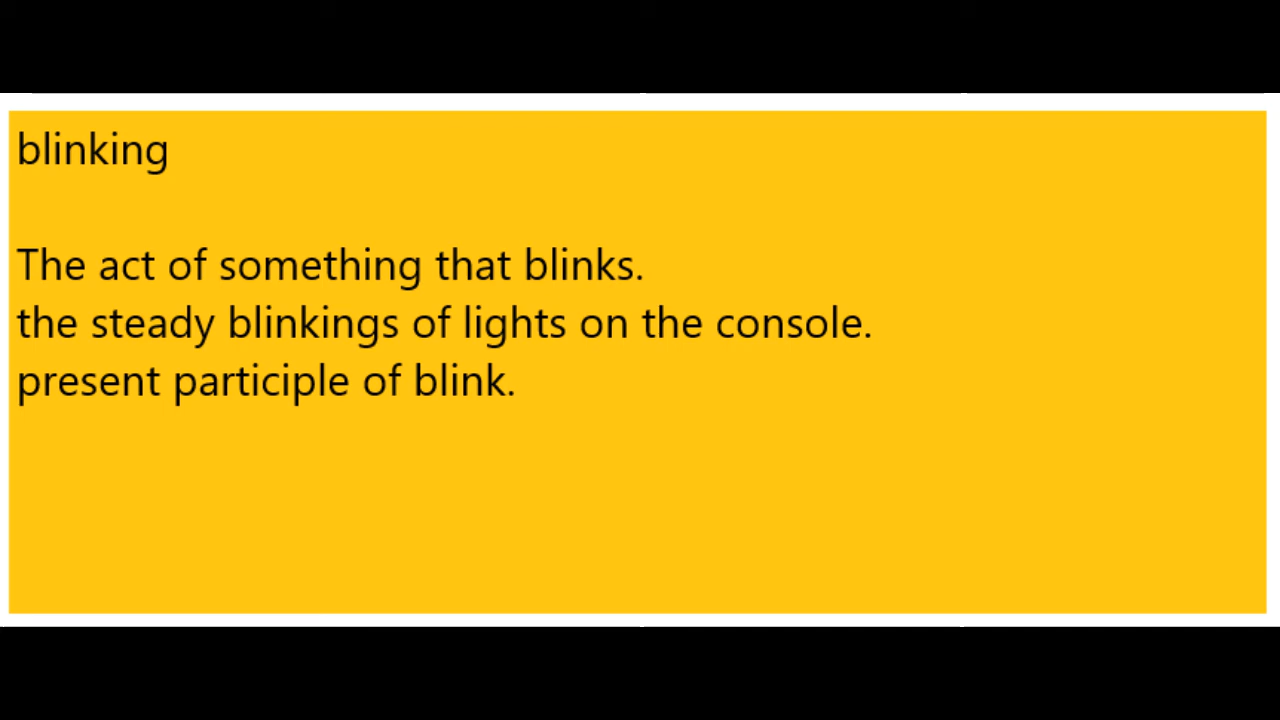 blinking
The act of something that blinks.
the steady blinkings of lights on the console.
present participle of blink.